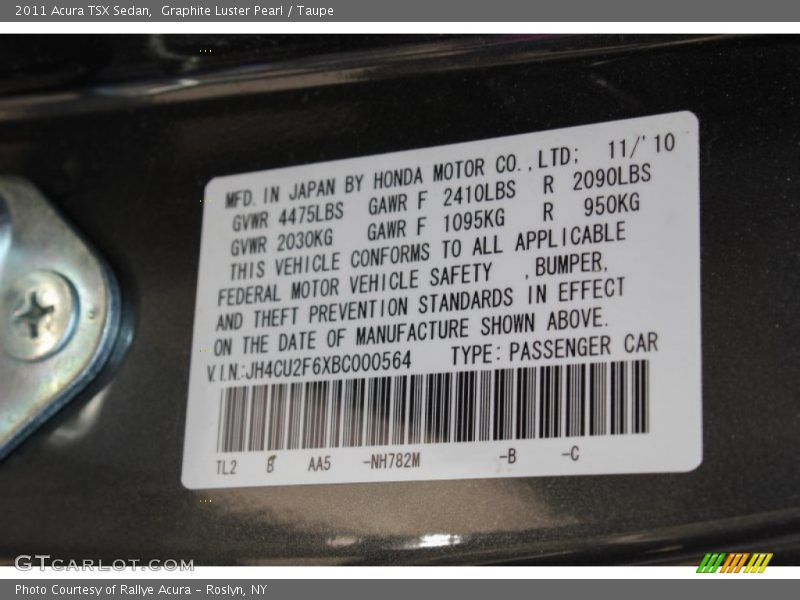 2011 Acura TSX Sedan,  Graphite Luster Pearl / Taupe
MFD. IN JAPAN BY HONDA MOTOR CO.,LTD; 11/'10
GVWR 4475LBS GAWR F 2410LBS R 2090LBS
GVWR 2030KG GAWR F 1095KG R 950KG
THIS VEHICLE CONFORMS TO ALL APPLICABLE
FEDERAL MOTOR VEHICLE SAFETY ,BUMPER,
AND THEFT PREVENTION STANDARDS IN EFFECT
ON THE DATE OF MANUFACTURE SHOWN ABOVE.
V.I.N.:JH4CU2F6XBC000564 TYPE: PASSENGER CAR
TL2 B AA5 -NH782M -B -C
GTCARLOT.COM
Photo Courtesy of Rallye Acura – Roslyn, NY